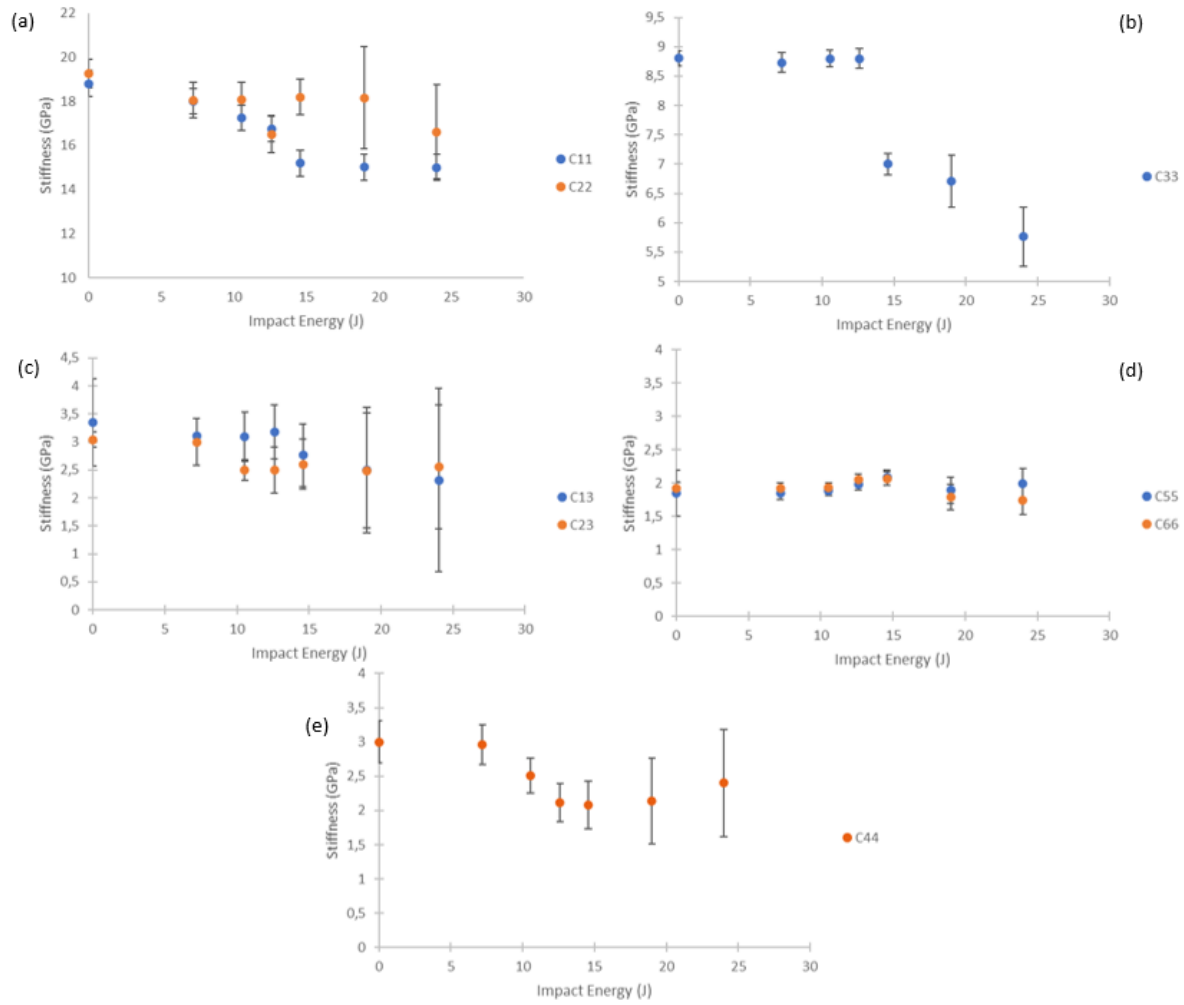 (a)
22
20
18
16
14
12
10
Stiffness (GPa)
0 5 10 15 20 25 30
Impact Energy (J)
C11
C22
(b)
9,5
9
8,5
8
7,5
7
6,5
6
5,5
5
Stiffness (GPa)
0 5 10 15 20 25 30
Impact Energy (J)
C33
(c)
4,5
4
3,5
3
2,5
2
1,5
1
0,5
0
Stiffness (GPa)
0 5 10 15 20 25 30
Impact Energy (J)
C13
C23
(d)
4
3,5
3
2,5
2
1,5
1
0,5
0
Stiffness (GPa)
0 5 10 15 20 25 30
Impact Energy (J)
C55
C66
(e)
4
3,5
3
2,5
2
1,5
1
0,5
0
Stiffness (GPa)
0 5 10 15 20 25 30
Impact Energy (J)
C44